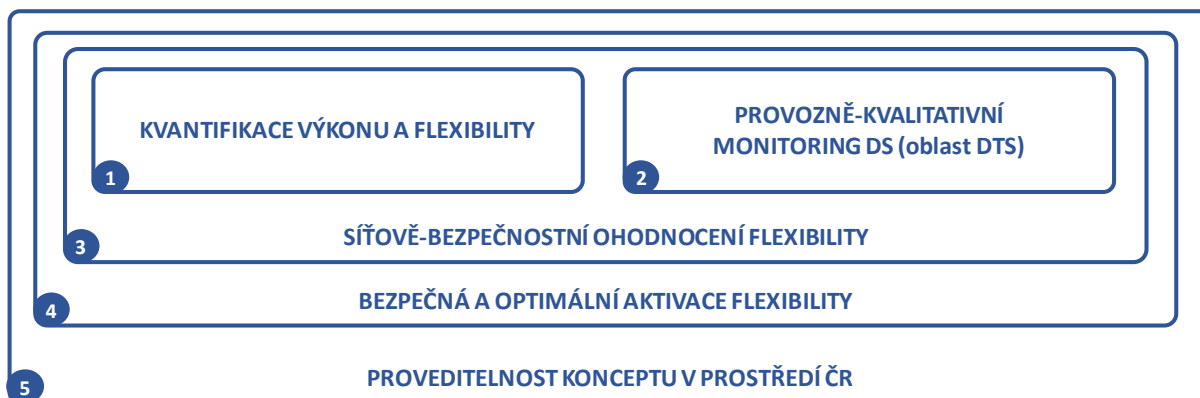 KVANTIFIKACE VÝKONU A FLEXIBILITY
1
PROVOZNĚ-KVALITATIVNÍ
MONITORING DS (oblast DTS)
2
SÍŤOVĚ-BEZPEČNOSTNÍ OHODNOCENÍ FLEXIBILITY
3
BEZPEČNÁ A OPTIMÁLNÍ AKTIVACE FLEXIBILITY
4
PROVEDITELNOST KONCEPTU V PROSTŘEDÍ ČR
5